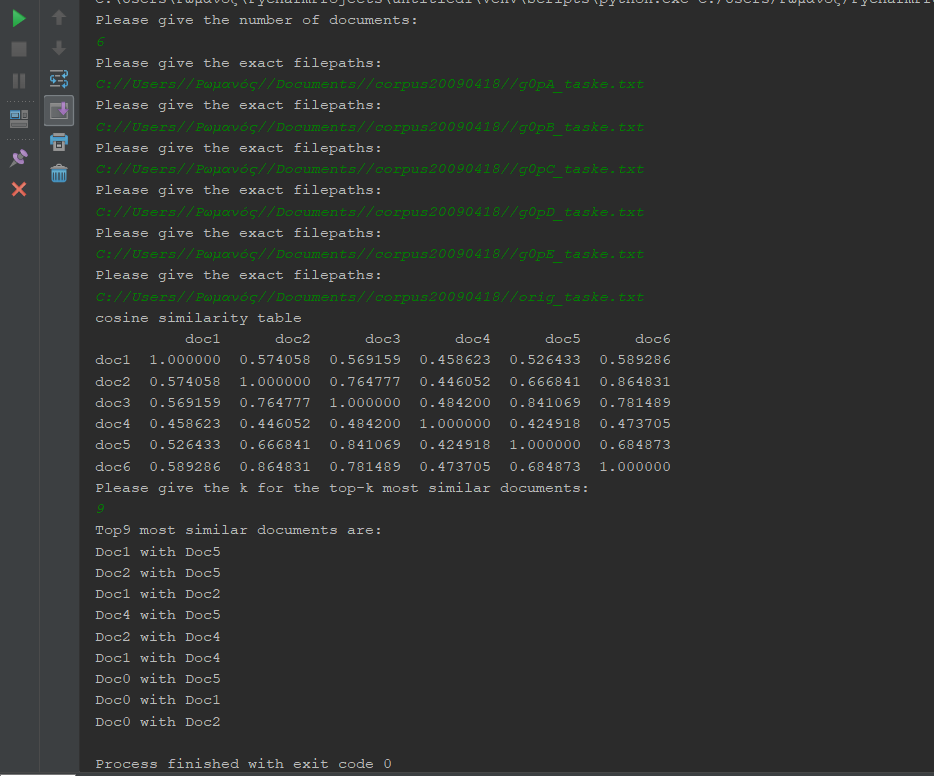 Please give the number of documents:
6
Please give the exact filepaths:
C://Users//Ρωμανός//Documents//corpus20090418//g0pA_taske.txt
Please give the exact filepaths:
C://Users//Ρωμανός//Documents//corpus20090418//g0pB_taske.txt
Please give the exact filepaths:
C://Users//Ρωμανός//Documents//corpus20090418//g0pC_taske.txt
Please give the exact filepaths:
C://Users//Ρωμανός//Documents//corpus20090418//g0pD_taske.txt
Please give the exact filepaths:
C://Users//Ρωμανός//Documents//corpus20090418//g0pE_taske.txt
Please give the exact filepaths:
C://Users//Ρωμανός//Documents//corpus20090418//orig_taske.txt
cosine similarity table
doc1 doc2 doc3 doc4 doc5 doc6
doc1 1.000000 0.574058 0.569159 0.458623 0.526433 0.589286
doc2 0.574058 1.000000 0.764777 0.446052 0.666841 0.864831
doc3 0.569159 0.764777 1.000000 0.484200 0.841069 0.781489
doc4 0.458623 0.446052 0.484200 1.000000 0.424918 0.473705
doc5 0.526433 0.666841 0.841069 0.424918 1.000000 0.684873
doc6 0.589286 0.864831 0.781489 0.473705 0.684873 1.000000
Please give the k for the top-k most similar documents:
9
Top9 most similar documents are:
Doc1 with Doc5
Doc2 with Doc5
Doc1 with Doc2
Doc4 with Doc5
Doc2 with Doc4
Doc1 with Doc4
Doc0 with Doc5
Doc0 with Doc1
Doc0 with Doc2
Process finished with exit code 0